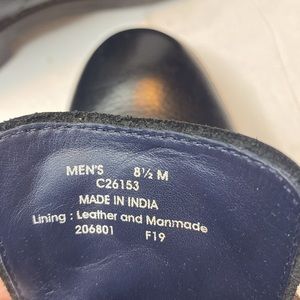 MEN'S 8½ M
C26153
MADE IN INDIA
Lining : Leather and Manmade
206801 F19